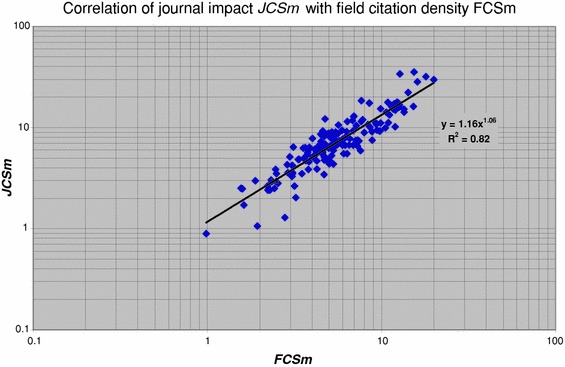 Correlation of journal impact JCSm with field citation density FCSm
100
10
1
0.1
JCSm
y = 1.16x^1.06
R² = 0.82
0.1 1 10 100
FCSm